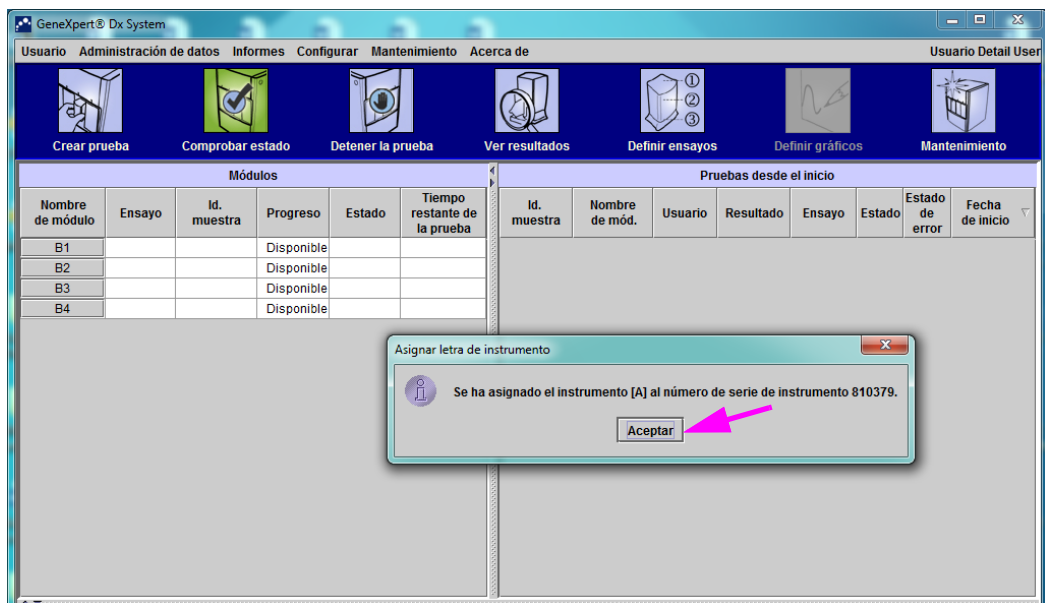 GeneXpert® Dx System
Usuario Administración de datos Informes Configurar Mantenimiento Acerca de Usuario Detail User
① ② ③
Crear prueba Comprobar estado Detener la prueba Ver resultados Definir ensayos Definir gráficos Mantenimiento
Módulos
Nombre de módulo Ensayo Id. muestra Progreso Estado Tiempo restante de la prueba
B1 Disponible
B2 Disponible
B3 Disponible
B4 Disponible
Pruebas desde el inicio
Id. muestra Nombre de mód. Usuario Resultado Ensayo Estado Estado de error Fecha de inicio
Asignar letra de instrumento
Se ha asignado el instrumento [A] al número de serie de instrumento 810379.
Aceptar